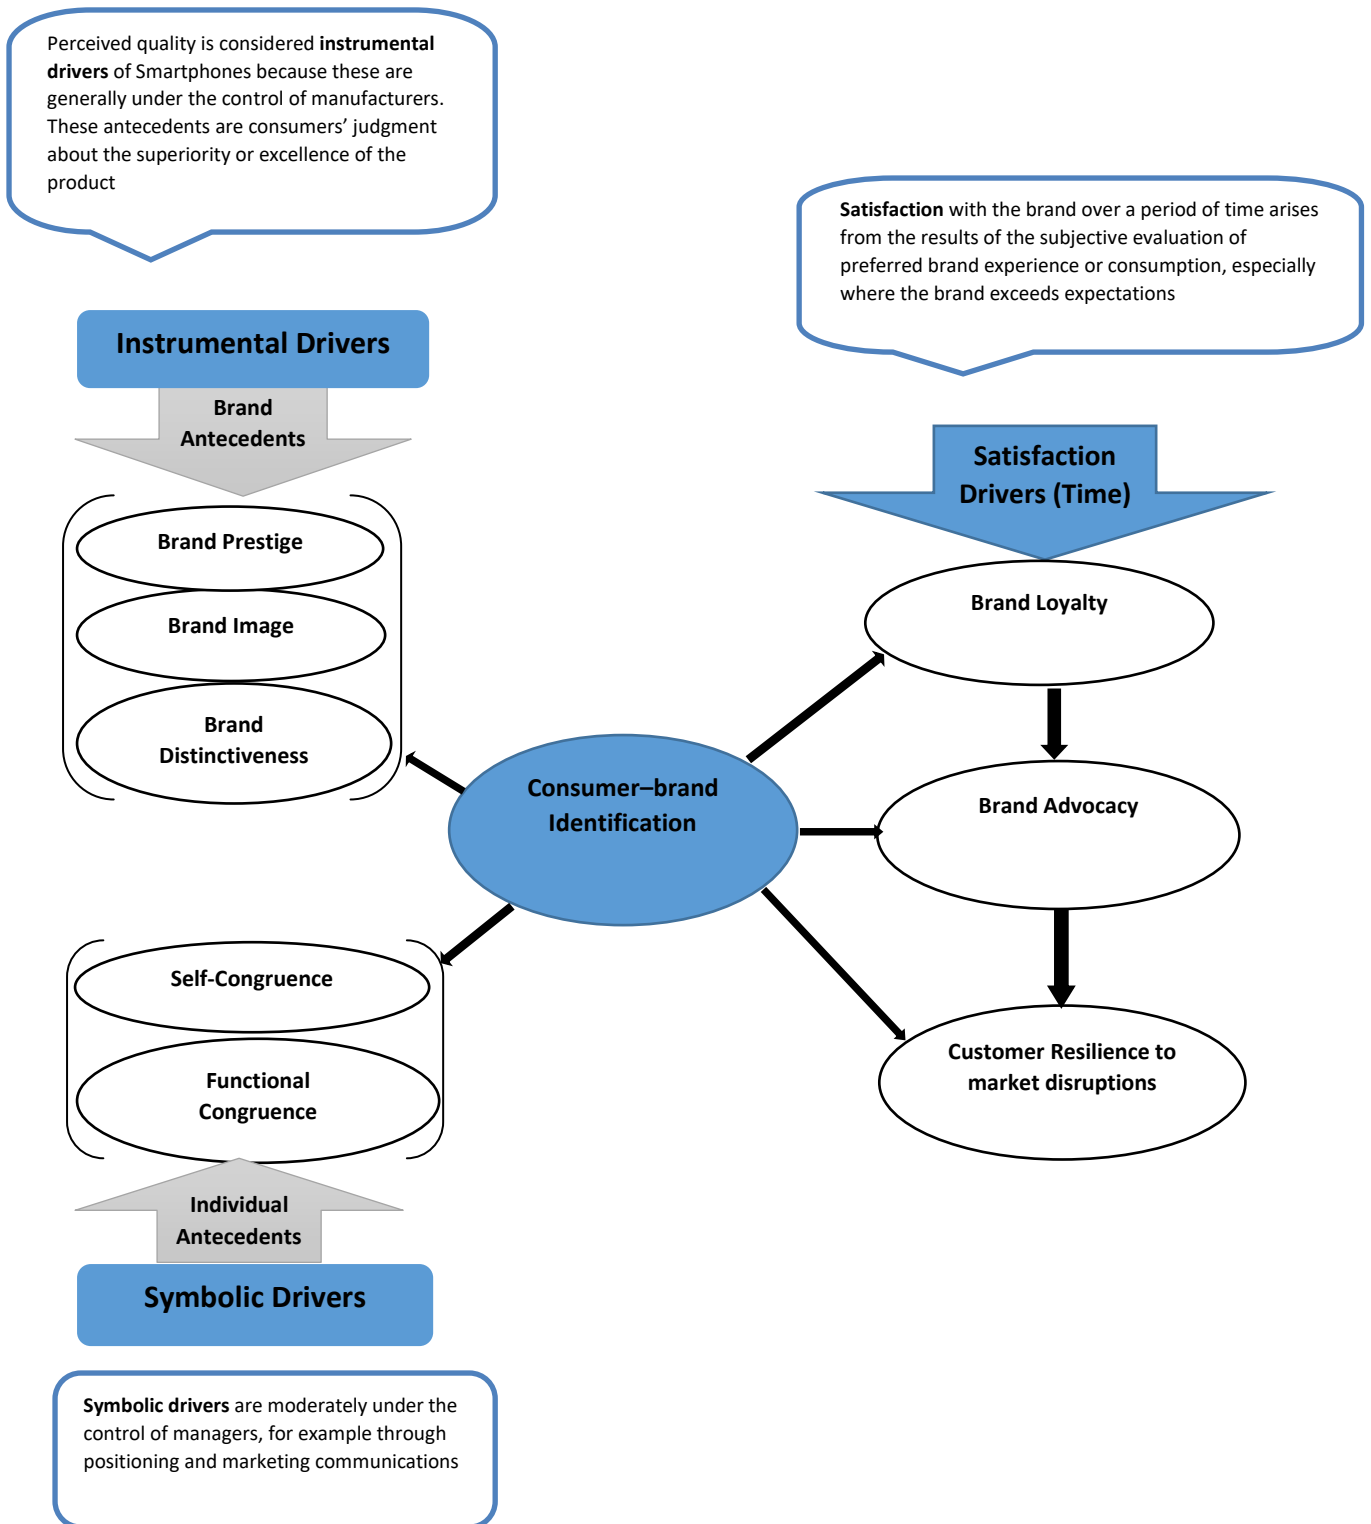 Perceived quality is considered instrumental
drivers of Smartphones because these are
generally under the control of manufacturers.
These antecedents are consumers’ judgment
about the superiority or excellence of the
product
Satisfaction with the brand over a period of time arises
from the results of the subjective evaluation of
preferred brand experience or consumption, especially
where the brand exceeds expectations
Instrumental Drivers
Brand
Antecedents
Satisfaction
Drivers (Time)
Brand Prestige
Brand Image
Brand
Distinctiveness
Brand Loyalty
Consumer–brand
Identification
Brand Advocacy
Self-Congruence
Functional
Congruence
Customer Resilience to
market disruptions
Individual
Antecedents
Symbolic Drivers
Symbolic drivers are moderately under the
control of managers, for example through
positioning and marketing communications